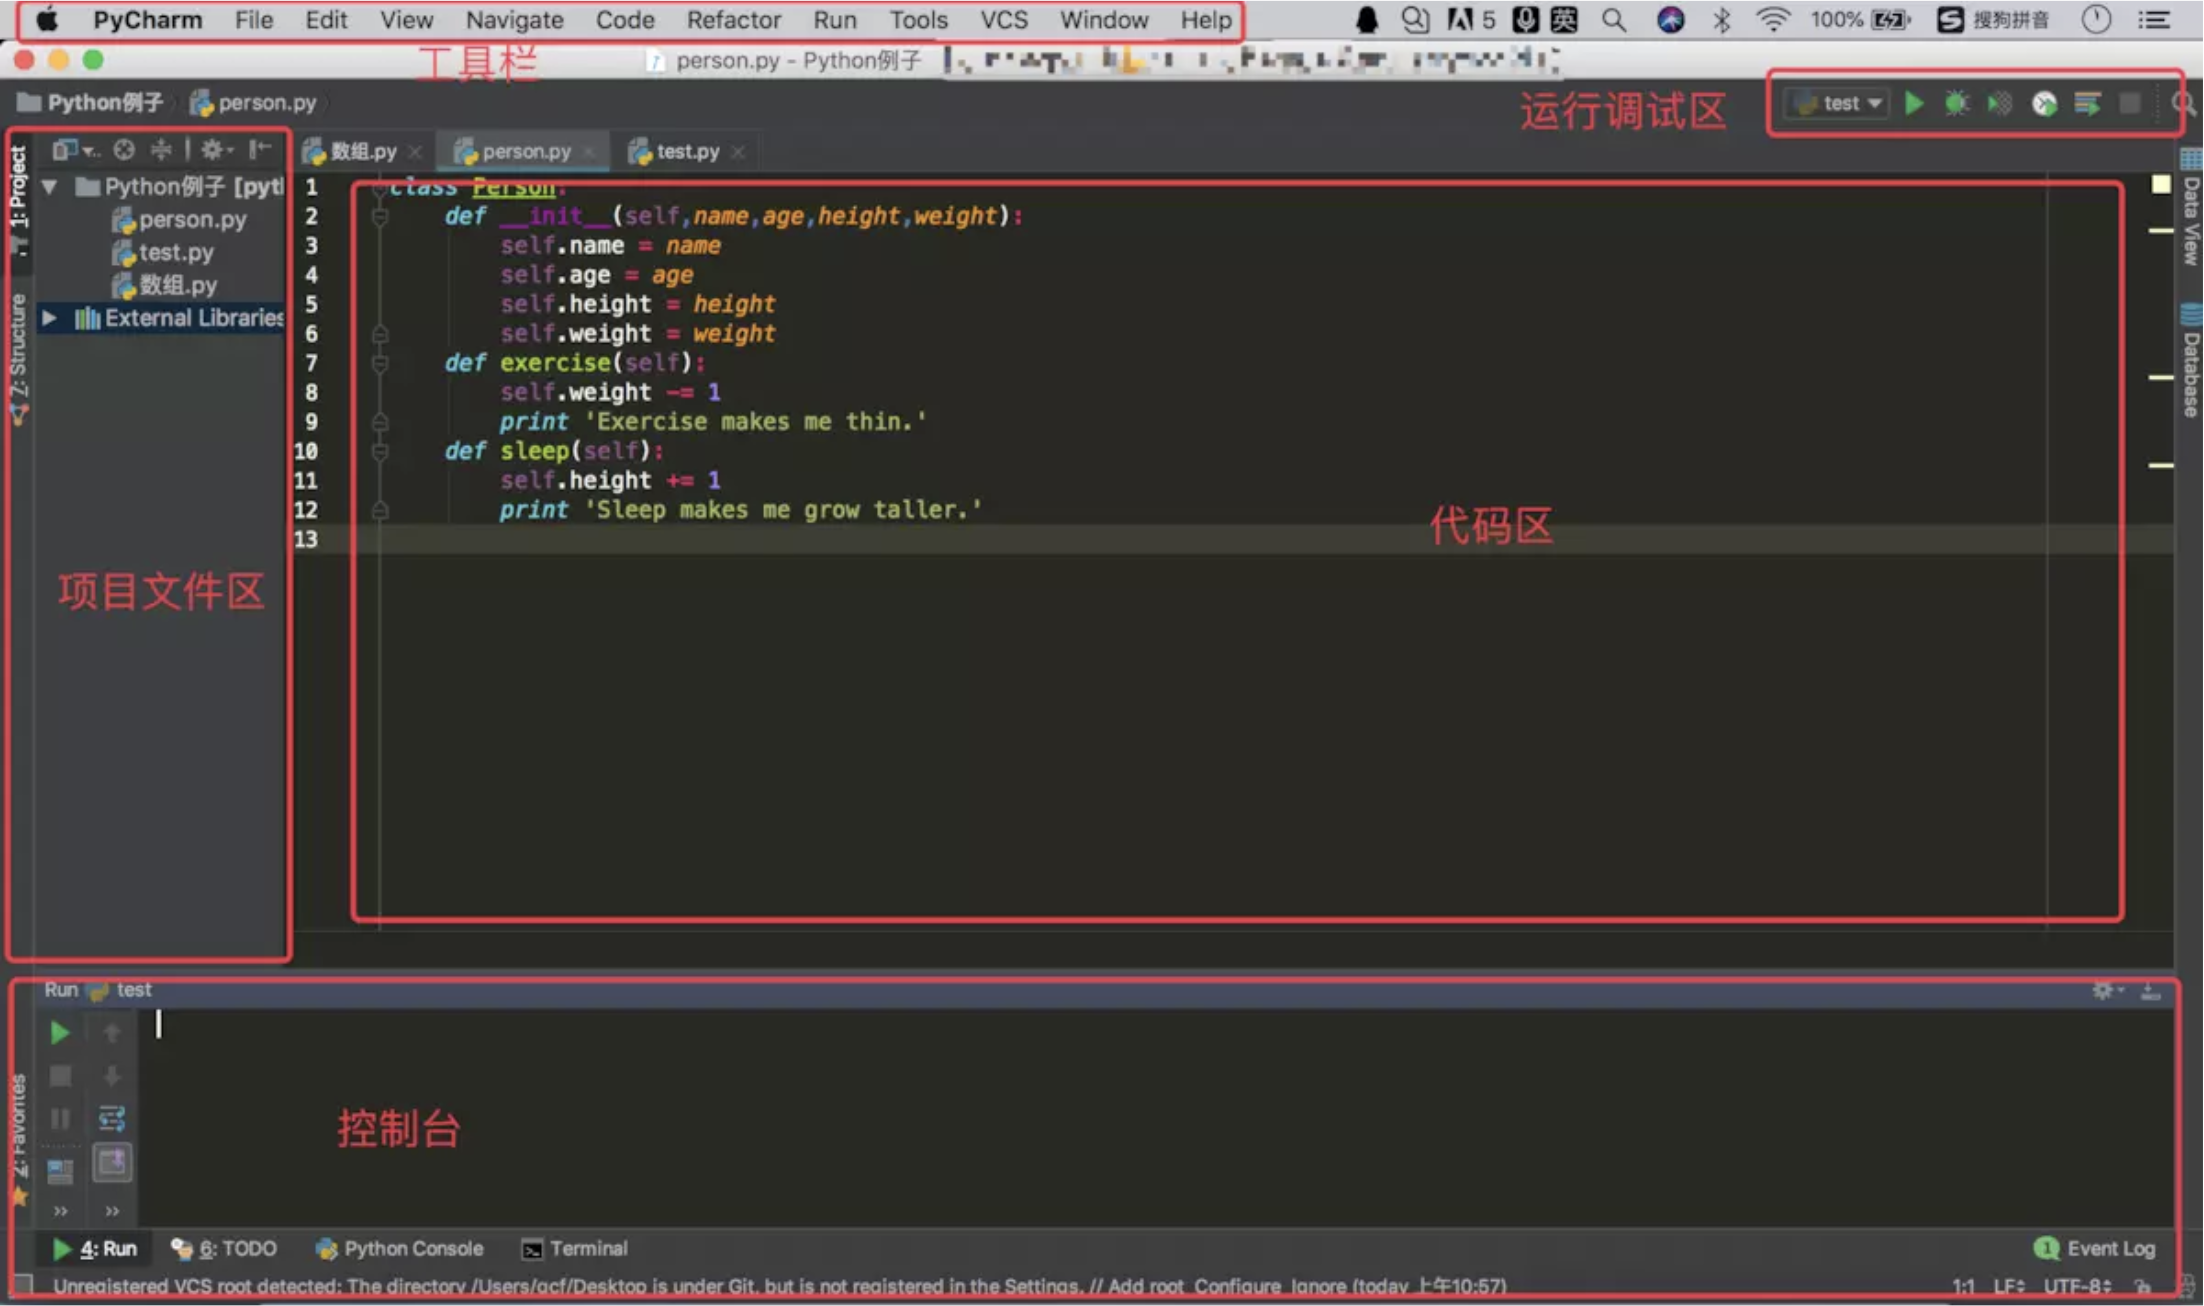 PyCharm File Edit View Navigate Code Refactor Run Tools VCS Window Help 5 英 100% 搜狗拼音
工具栏
person.py - Python例子
Python例子 person.py
运行调试区
test
1: Project
7: Structure
Python例子 [pytl
person.py
test.py
数组.py
External Libraries
项目文件区
数组.py person.py test.py
1 class Person:
2 def __init__(self,name,age,height,weight):
3 self.name = name
4 self.age = age
5 self.height = height
6 self.weight = weight
7 def exercise(self):
8 self.weight -= 1
9 print 'Exercise makes me thin.'
10 def sleep(self):
11 self.height += 1
12 print 'Sleep makes me grow taller.'
13
代码区
Data View
Database
Run test
控制台
2: Favorites
4: Run 6: TODO Python Console Terminal 1 Event Log
Unregistered VCS root detected: The directory /Users/gcf/Desktop is under Git, but is not registered in the Settings. // Add root Configure Ignore (today 上午10:57) 1:1 LF UTF-8